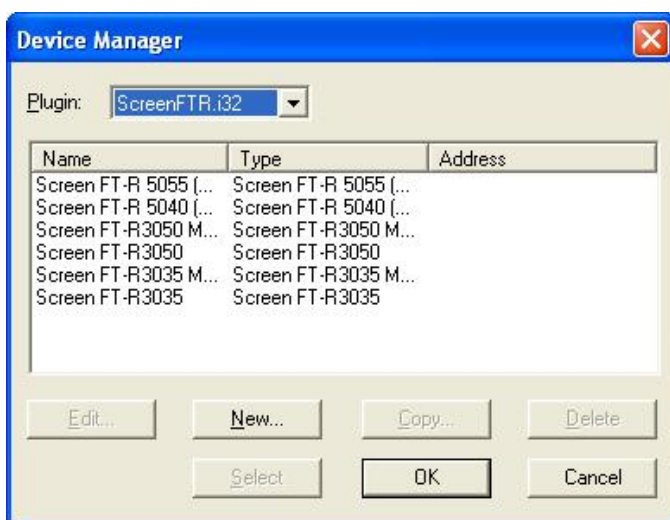 Device Manager
Plugin: ScreenFTR.i32
Name Type Address
Screen FT-R 5055 (... Screen FT-R 5055 (...
Screen FT-R 5040 (... Screen FT-R 5040 (...
Screen FT-R3050 M... Screen FT-R3050 M...
Screen FT-R3050 Screen FT-R3050
Screen FT-R3035 M... Screen FT-R3035 M...
Screen FT-R3035 Screen FT-R3035
Edit... New... Copy... Delete
Select OK Cancel